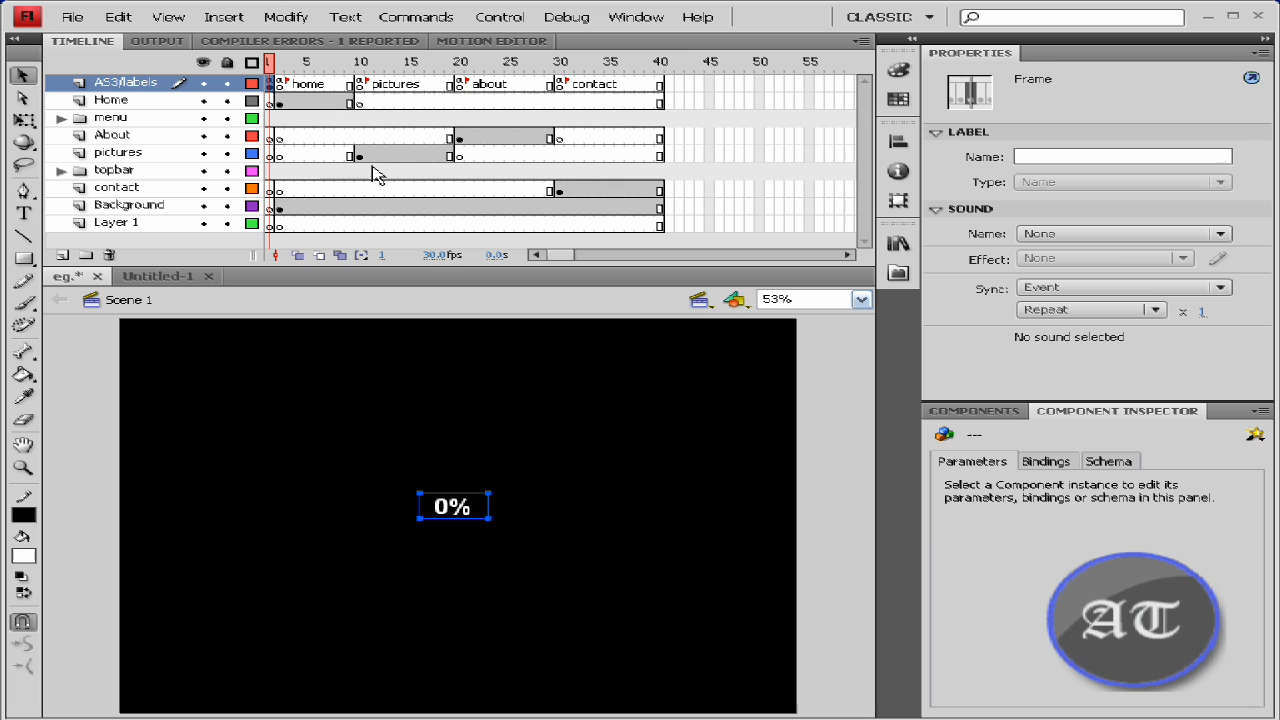 Fl File Edit View Insert Modify Text Commands Control Debug Window Help CLASSIC
TIMELINE OUTPUT COMPILER ERRORS - 1 REPORTED MOTION EDITOR
1 5 10 15 20 25 30 35 40 45 50 55
AS3/labels home pictures about contact
Home
menu
About
pictures
topbar
contact
Background
Layer 1
1 30.0fps 0.0s
eg.* Untitled-1
Scene 1 53%
0%
PROPERTIES
Frame
LABEL
Name:
Type: Name
SOUND
Name: None
Effect: None
Sync: Event
Repeat x 1
No sound selected
COMPONENTS COMPONENT INSPECTOR
---
Parameters Bindings Schema
Select a Component instance to edit its
parameters, bindings or schema in this panel.
AT